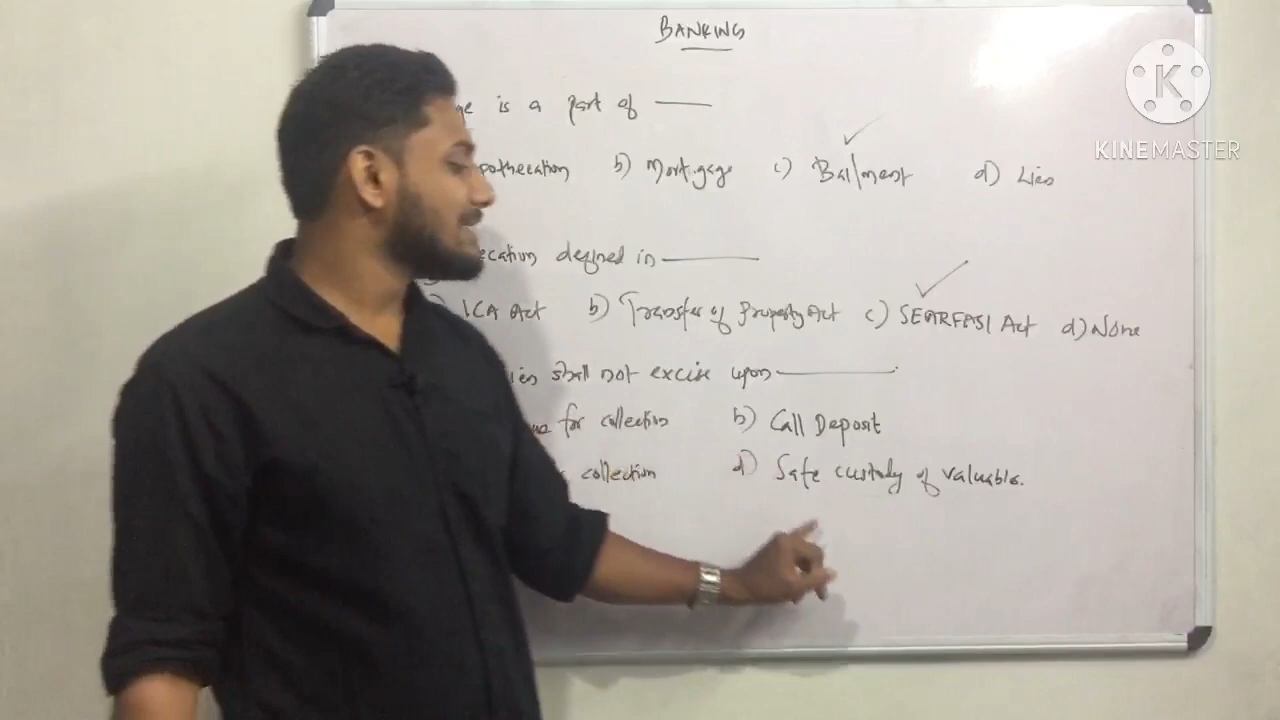 BANKING
KINEMASTER
is a part of
b) Mortgage c) Bailment d) Lien
defined in
ICA Act b) Transfer of Property Act c) SEARFASI Act d) None
shall not excise upon
for collection b) Call Deposit
collection d) Safe custody of valuable.